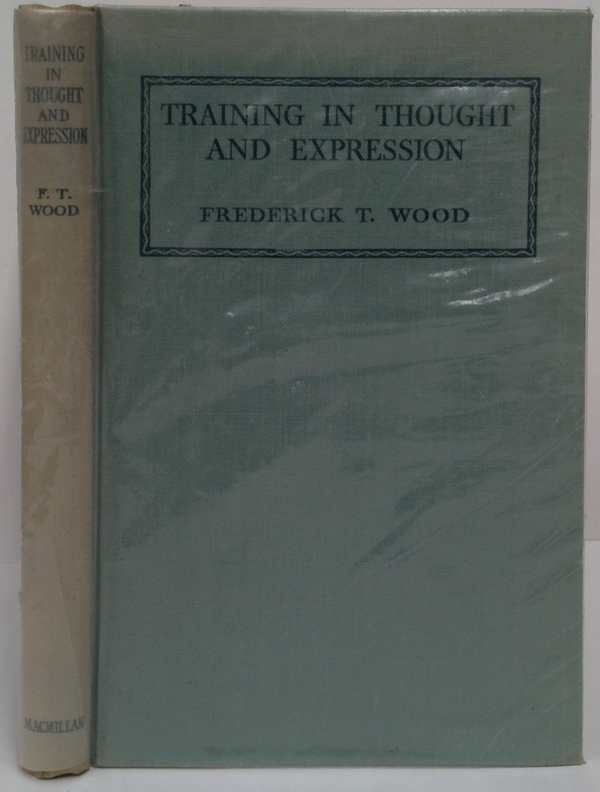 TRAINING
IN
THOUGHT
AND
EXPRESSION
F. T.
WOOD
MACMILLAN
TRAINING IN THOUGHT
AND EXPRESSION
FREDERICK T. WOOD